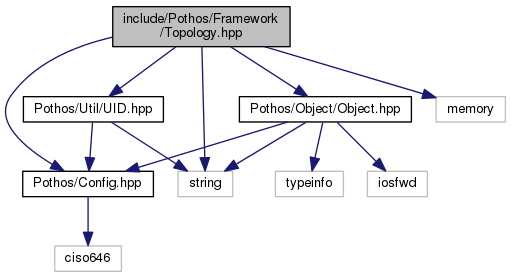 include/Pothos/Framework
/Topology.hpp
Pothos/Util/UID.hpp
Pothos/Object/Object.hpp
memory
Pothos/Config.hpp
string
typeinfo
iosfwd
ciso646